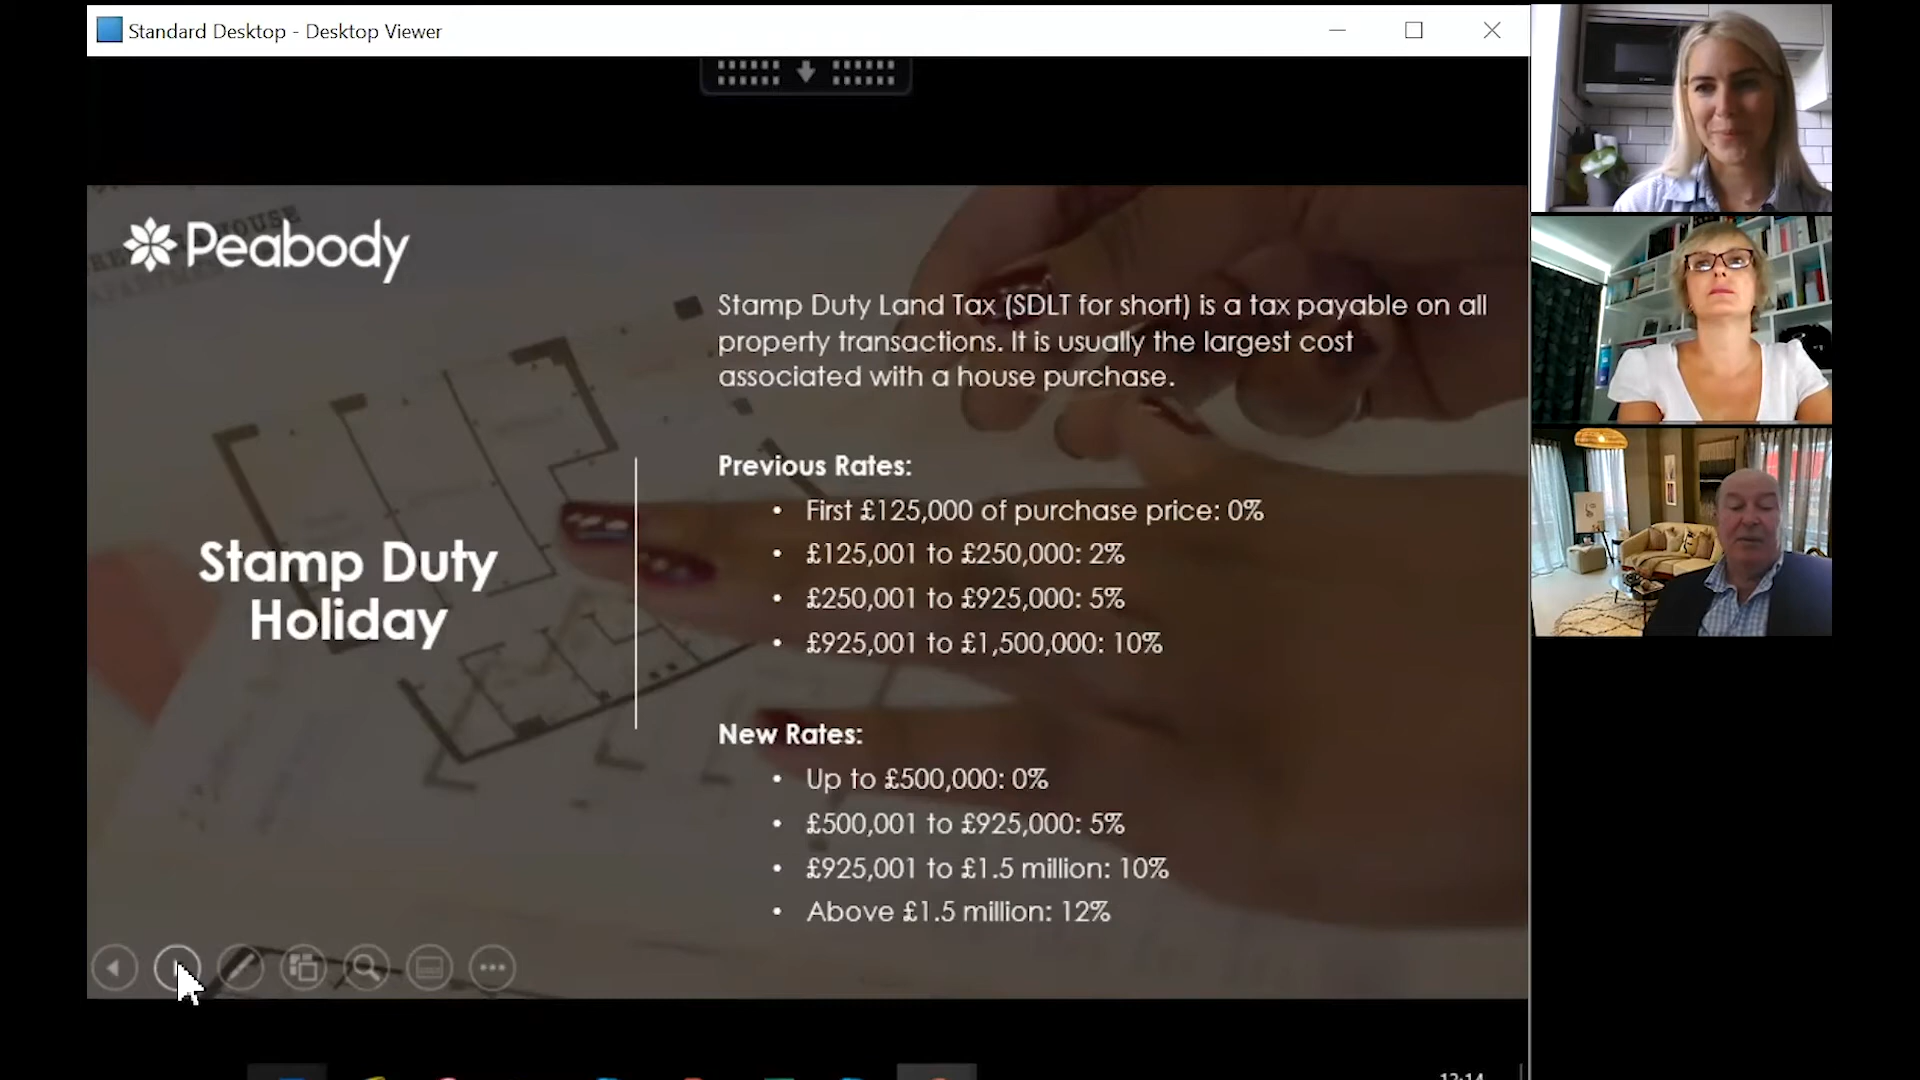 Standard Desktop - Desktop Viewer
Peabody
Stamp Duty Land Tax (SDLT for short) is a tax payable on all
property transactions. It is usually the largest cost
associated with a house purchase.
Stamp Duty
Holiday
Previous Rates:
• First £125,000 of purchase price: 0%
• £125,001 to £250,000: 2%
• £250,001 to £925,000: 5%
• £925,001 to £1,500,000: 10%
New Rates:
• Up to £500,000: 0%
• £500,001 to £925,000: 5%
• £925,001 to £1.5 million: 10%
• Above £1.5 million: 12%